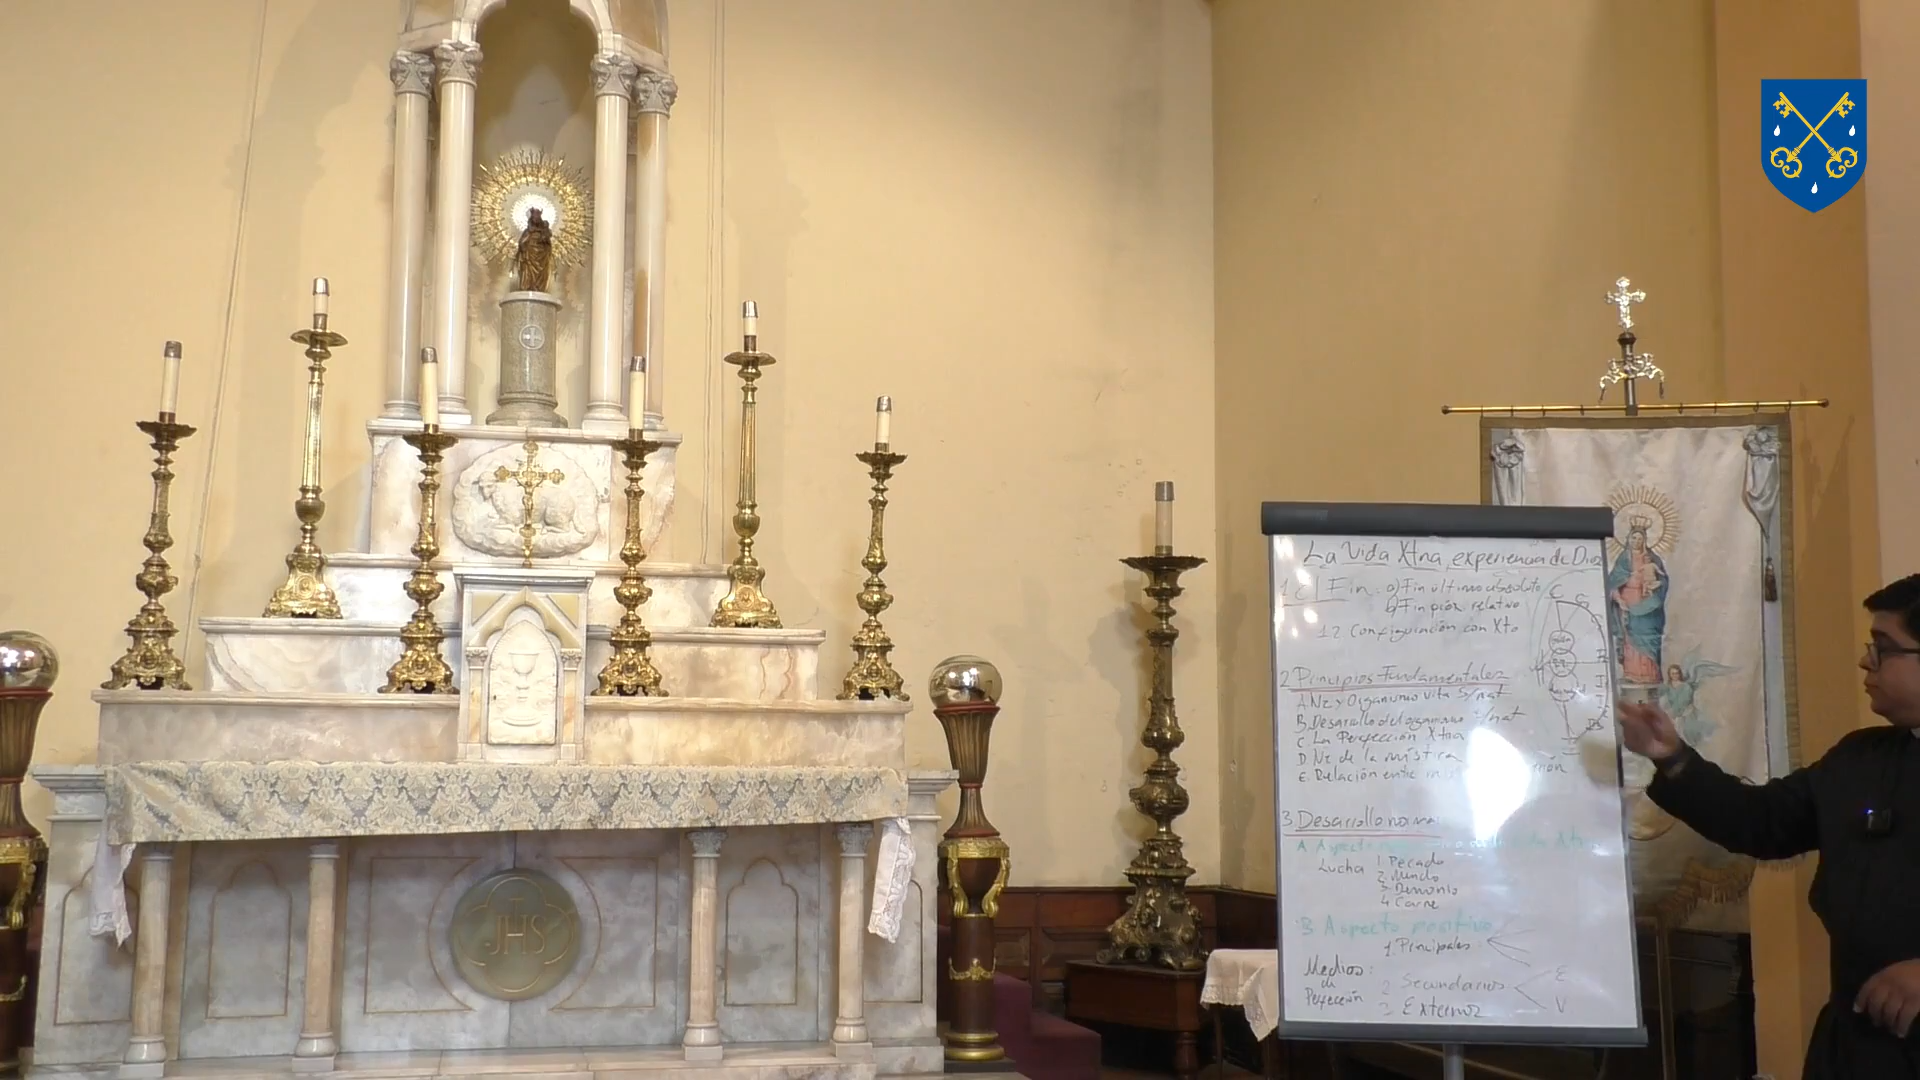 JHS
La Vida Xtna, experiencia de Dios
1 el Fin: a) Fin último absoluto
b) Fin próx. relativo
1.2 Configuración con Xto
2 Principios Fundamentales
A. Nz y Organismo vita S/nat
B. Desarrollo del organismo S/nat
C. La Perfección Xtna
D. Nz de la mística
E. Relación entre
3 Desarrollo norma
A. Aspecto
Lucha 1. Pecado
2. Mundo
3. Demonio
4. Carne
B. Aspecto positivo
1. Principales
Medios:
de
Perfección
2 Secundarios
E
V
3 Externos